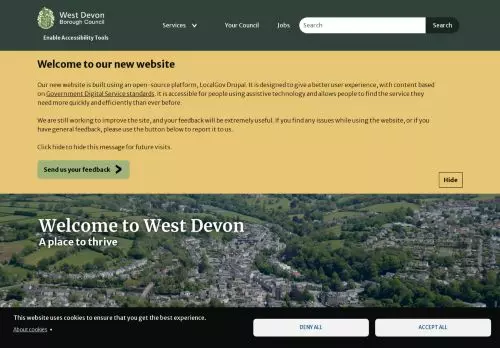 West Devon
Borough Council
Enable Accessibility Tools
Services
Your Council
Jobs
Search
Search
Welcome to our new website
Our new website is built using an open-source platform, LocalGov Drupal. It is designed to give a better user experience, with content based
on Government Digital Service standards. It is accessible for people using assistive technology and allows people to find the service they
need more quickly and efficiently than ever before.
We are still working to improve the site, and your feedback will be extremely useful. If you find any issues while using the website, or if you
have general feedback, please use the button below to report it to us.
Click hide to hide this message for future visits.
Send us your feedback
Hide
Welcome to West Devon
A place to thrive
This website uses cookies to ensure that you get the best experience.
About cookies
DENY ALL
ACCEPT ALL